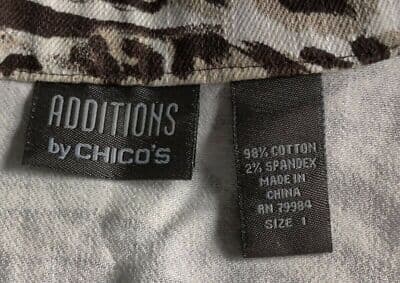 ADDITIONS
by CHICO'S
98% COTTON
2% SPANDEX
MADE IN
CHINA
RN 79984
SIZE 1